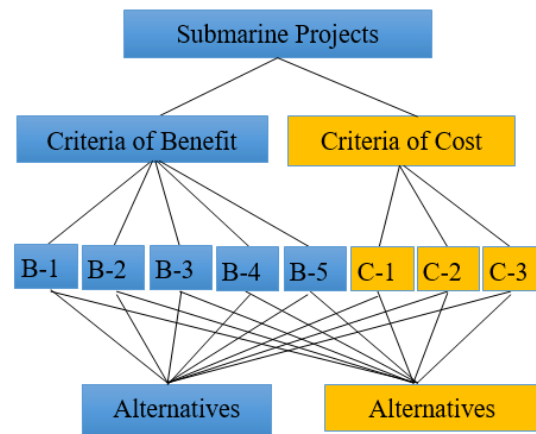 Submarine Projects
Criteria of Benefit
Criteria of Cost
B-1
B-2
B-3
B-4
B-5
C-1
C-2
C-3
Alternatives
Alternatives